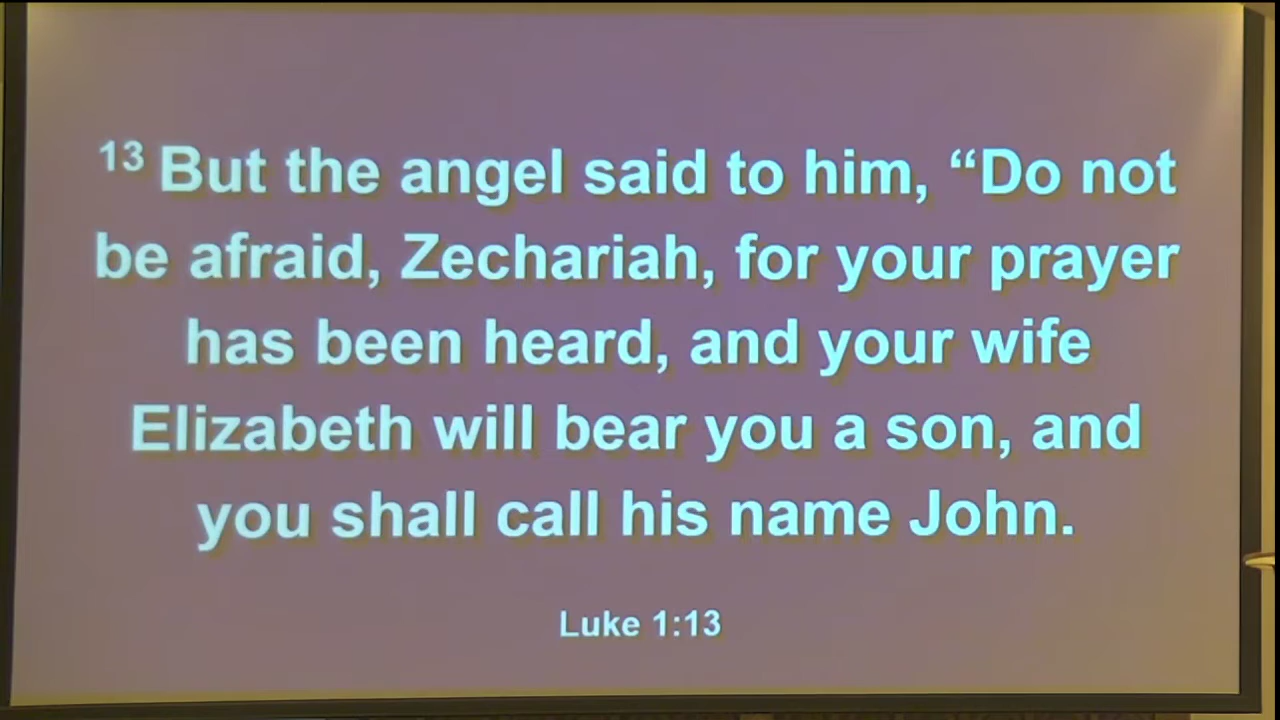 13 But the angel said to him, “Do not
be afraid, Zechariah, for your prayer
has been heard, and your wife
Elizabeth will bear you a son, and
you shall call his name John.
Luke 1:13